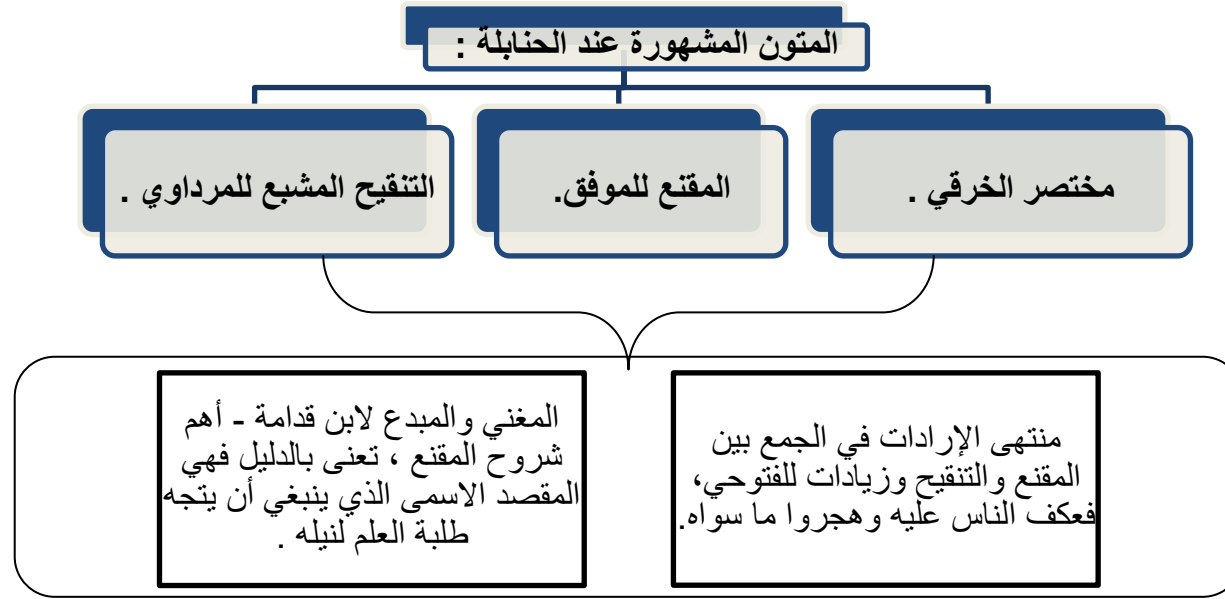 المتون المشهورة عند الحنابلة :
مختصر الخرقي .
المقنع للموفق.
التنقيح المشبع للمرداوي .
منتهى الإرادات في الجمع بين
المقنع والتنقيح وزيادات للفتوحي،
فعكف الناس عليه وهجروا ما سواه.
المغني والمبدع لابن قدامة - أهم
شروح المقنع ، تعنى بالدليل فهي
المقصد الاسمى الذي ينبغي أن يتجه
طلبة العلم لنيله .